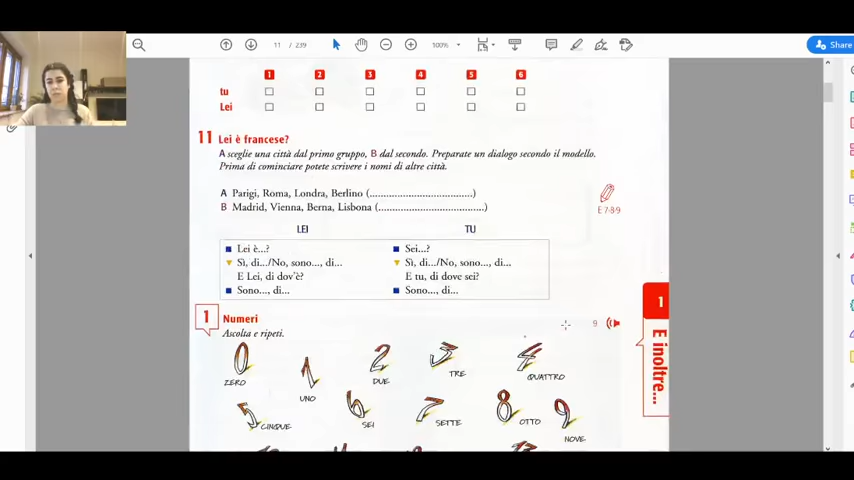 11 / 239
100%
Share
1 2 3 4 5 6
tu
Lei
11 Lei è francese?
A sceglie una città dal primo gruppo, B dal secondo. Preparate un dialogo secondo il modello.
Prima di cominciare potete scrivere i nomi di altre città.
A Parigi, Roma, Londra, Berlino (....................................)
B Madrid, Vienna, Berna, Lisbona (.....................................)
E 7-8-9
LEI TU
Lei è...? Sei...?
Sì, di.../No, sono..., di... Sì, di.../No, sono..., di...,
E Lei, di dov'è? E tu, di dove sei?
Sono..., di... Sono..., di...
1 Numeri
9
Ascolta e ripeti.
1
E inoltre...
0 1 2 3 4
ZERO UNO DUE TRE QUATTRO
5 6 7 8 9
CINQUE SEI SETTE OTTO NOVE